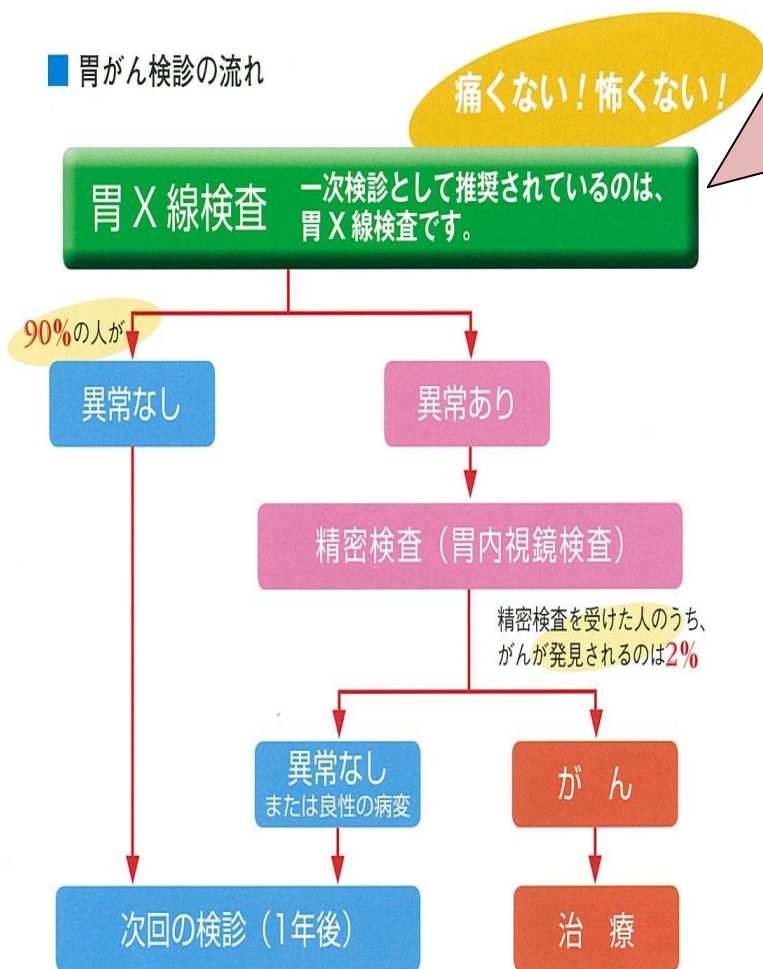 ■ 胃がん検診の流れ
痛くない！怖くない！
胃X線検査
一次検診として推奨されているのは、
胃X線検査です。
90%の人が
異常なし
異常あり
精密検査（胃内視鏡検査）
精密検査を受けた人のうち、
がんが発見されるのは2%
異常なし
または良性の病変
がん
次回の検診（1年後）
治療